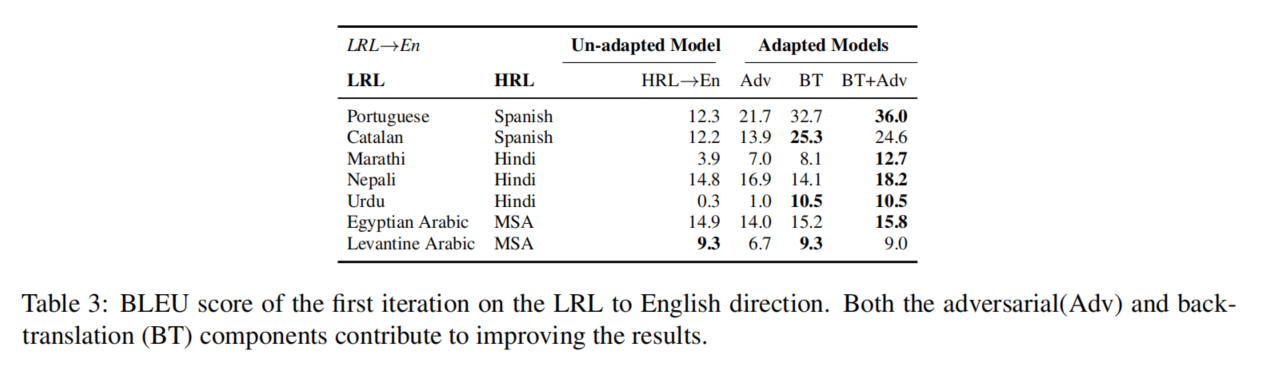 LRL→En Un-adapted Model Adapted Models
LRL HRL HRL→En Adv BT BT+Adv
Portuguese Spanish 12.3 21.7 32.7 36.0
Catalan Spanish 12.2 13.9 25.3 24.6
Marathi Hindi 3.9 7.0 8.1 12.7
Nepali Hindi 14.8 16.9 14.1 18.2
Urdu Hindi 0.3 1.0 10.5 10.5
Egyptian Arabic MSA 14.9 14.0 15.2 15.8
Levantine Arabic MSA 9.3 6.7 9.3 9.0
Table 3: BLEU score of the first iteration on the LRL to English direction. Both the adversarial(Adv) and back-
translation (BT) components contribute to improving the results.